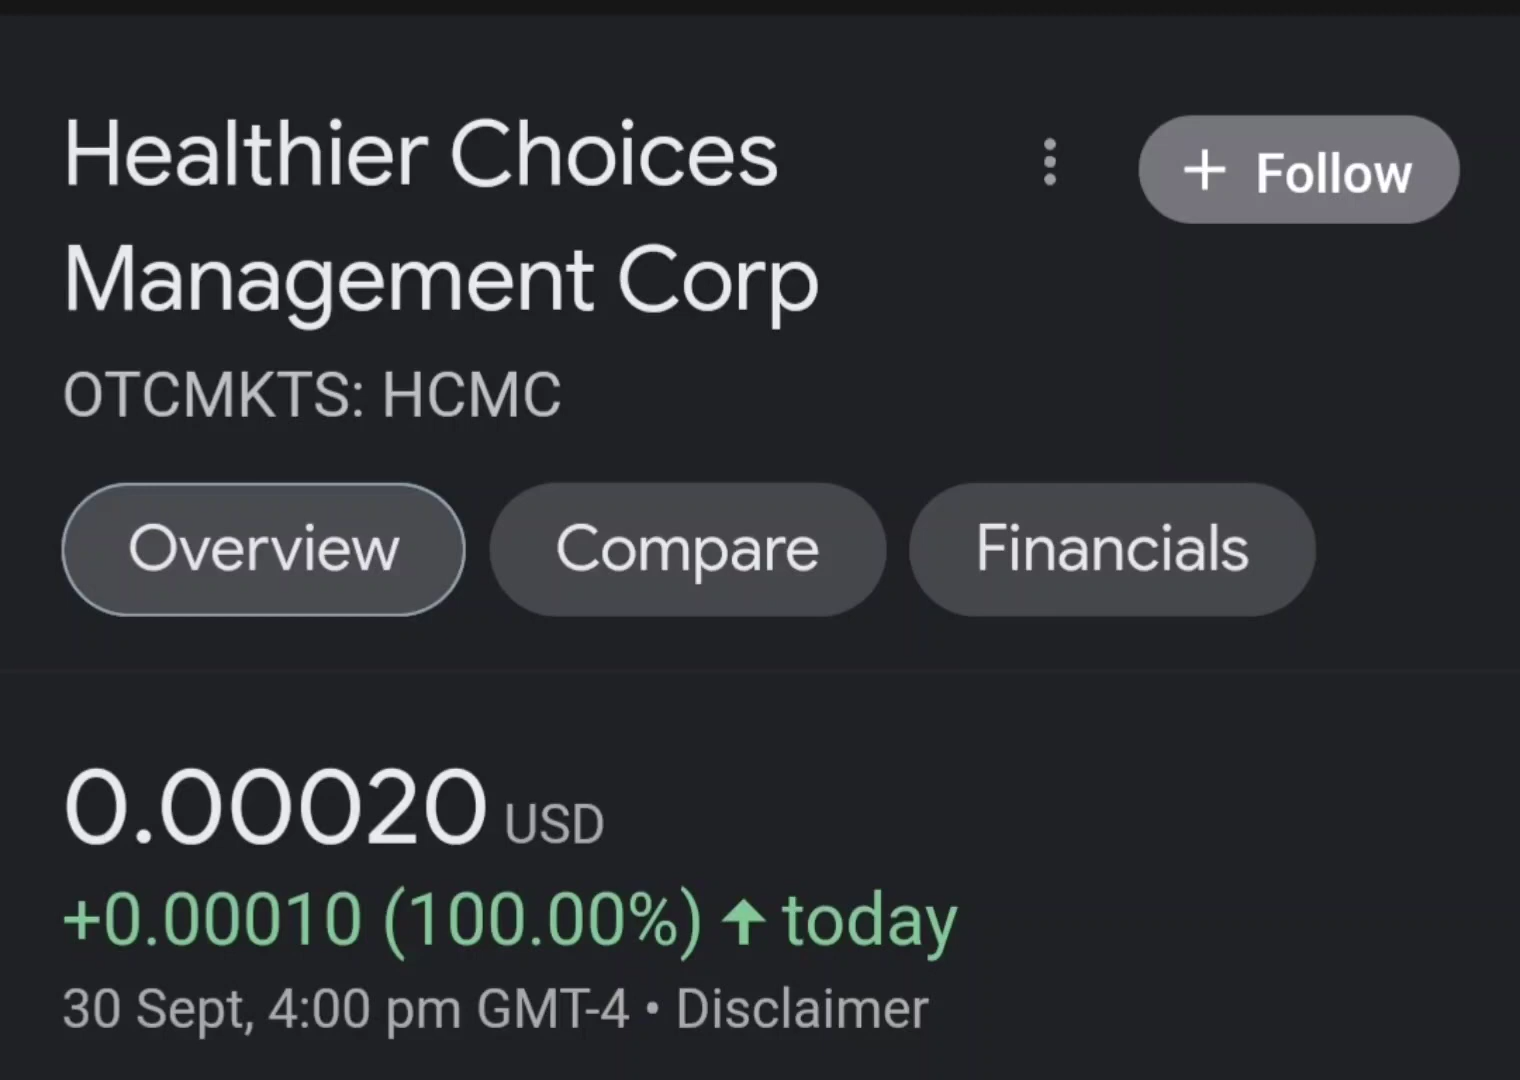 Healthier Choices
Management Corp
+ Follow
OTCMKTS: HCMC
Overview Compare Financials
0.00020 USD
+0.00010 (100.00%) ↑ today
30 Sept, 4:00 pm GMT-4 • Disclaimer